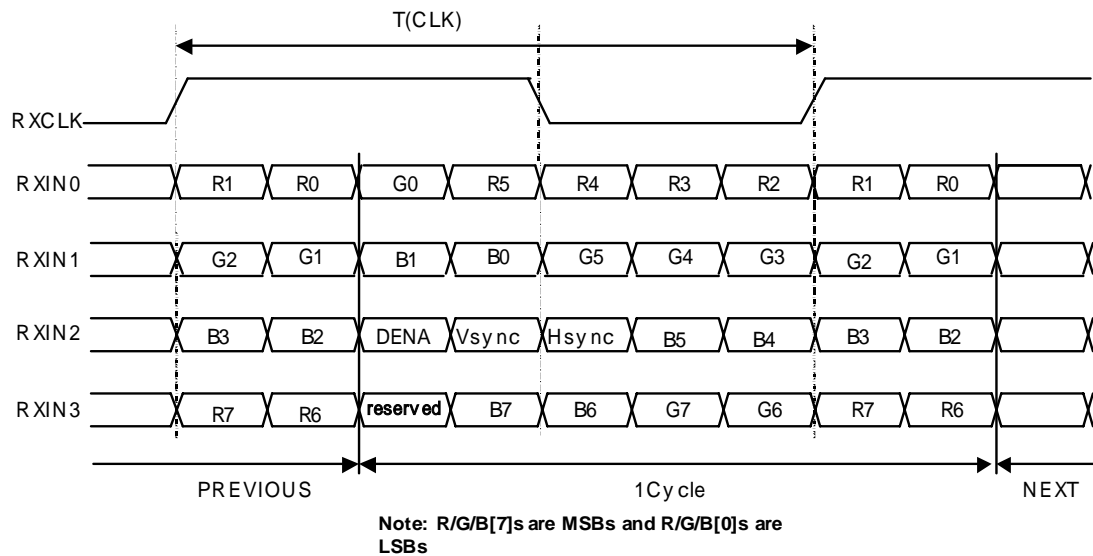 T(CLK)
RXCLK
RXIN0 R1 R0 G0 R5 R4 R3 R2 R1 R0
RXIN1 G2 G1 B1 B0 G5 G4 G3 G2 G1
RXIN2 B3 B2 DENA Vsync Hsync B5 B4 B3 B2
RXIN3 R7 R6 reserved B7 B6 G7 G6 R7 R6
PREVIOUS 1Cycle NEXT
Note: R/G/B[7]s are MSBs and R/G/B[0]s are
LSBs